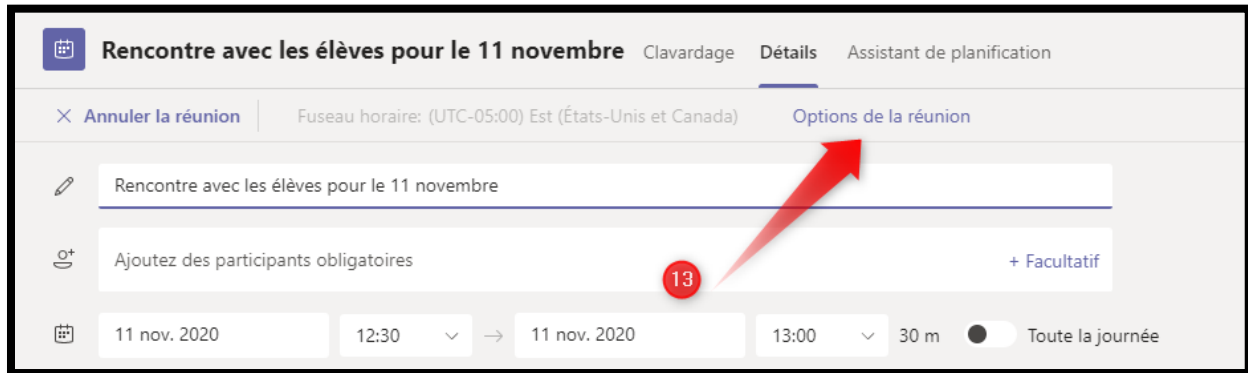 Rencontre avec les élèves pour le 11 novembre Clavardage Détails Assistant de planification
× Annuler la réunion Fuseau horaire: (UTC-05:00) Est (États-Unis et Canada) Options de la réunion
Rencontre avec les élèves pour le 11 novembre
Ajoutez des participants obligatoires + Facultatif
13
11 nov. 2020 12:30 → 11 nov. 2020 13:00 30 m Toute la journée